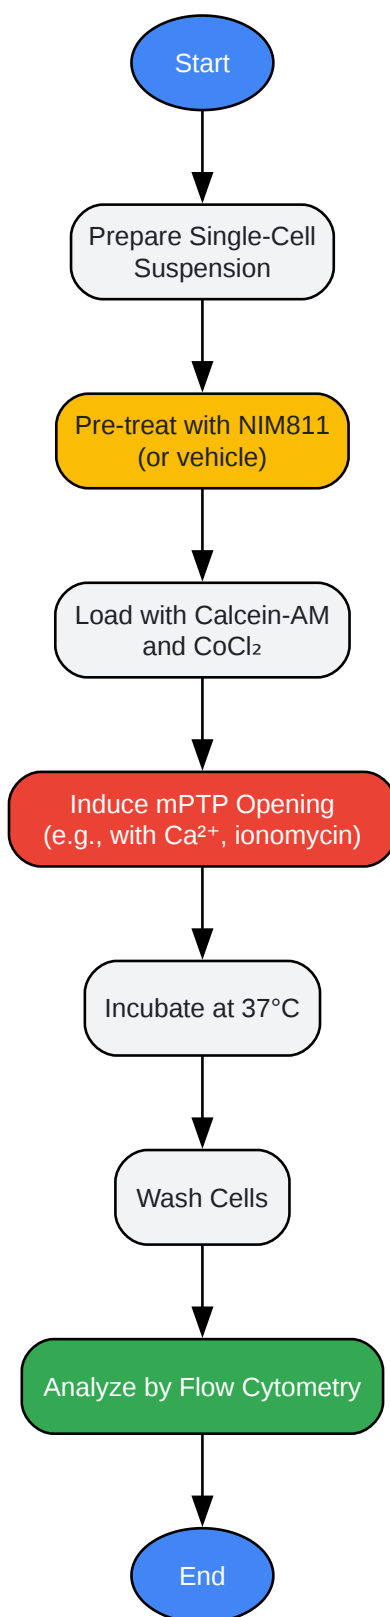 Start
Prepare Single-Cell
Suspension
Pre-treat with NIM811
(or vehicle)
Load with Calcein-AM
and CoCl₂
Induce mPTP Opening
(e.g., with Ca²⁺, ionomycin)
Incubate at 37°C
Wash Cells
Analyze by Flow Cytometry
End